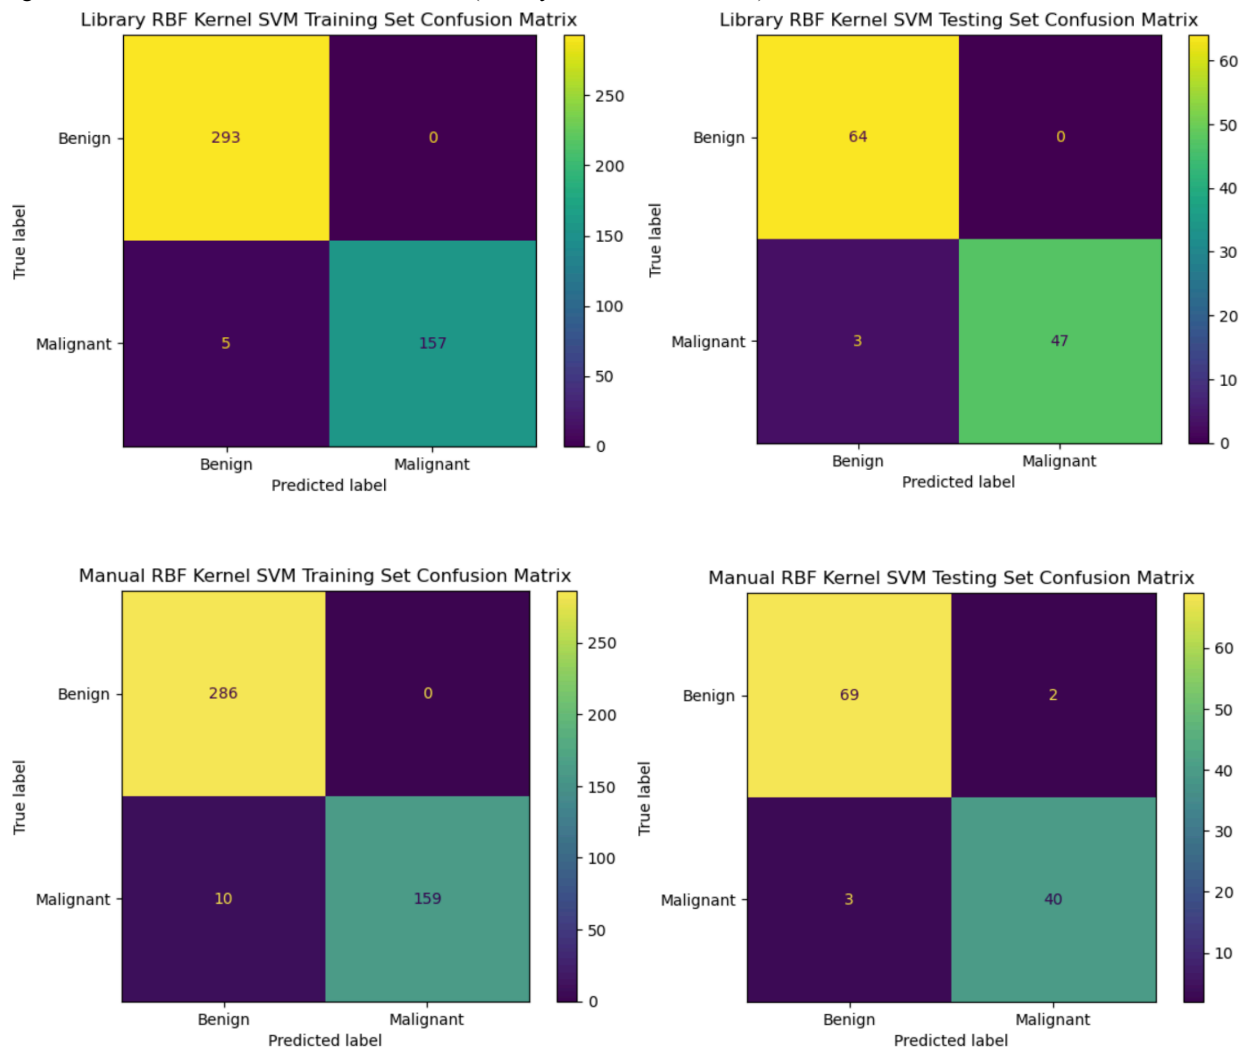 Library RBF Kernel SVM Training Set Confusion Matrix
Benign
Malignant
True label
293
0
5
157
Benign
Malignant
Predicted label
250
200
150
100
50
0
Library RBF Kernel SVM Testing Set Confusion Matrix
Benign
Malignant
True label
64
0
3
47
Benign
Malignant
Predicted label
60
50
40
30
20
10
0
Manual RBF Kernel SVM Training Set Confusion Matrix
Benign
Malignant
True label
286
0
10
159
Benign
Malignant
Predicted label
250
200
150
100
50
0
Manual RBF Kernel SVM Testing Set Confusion Matrix
Benign
Malignant
True label
69
2
3
40
Benign
Malignant
Predicted label
60
50
40
30
20
10